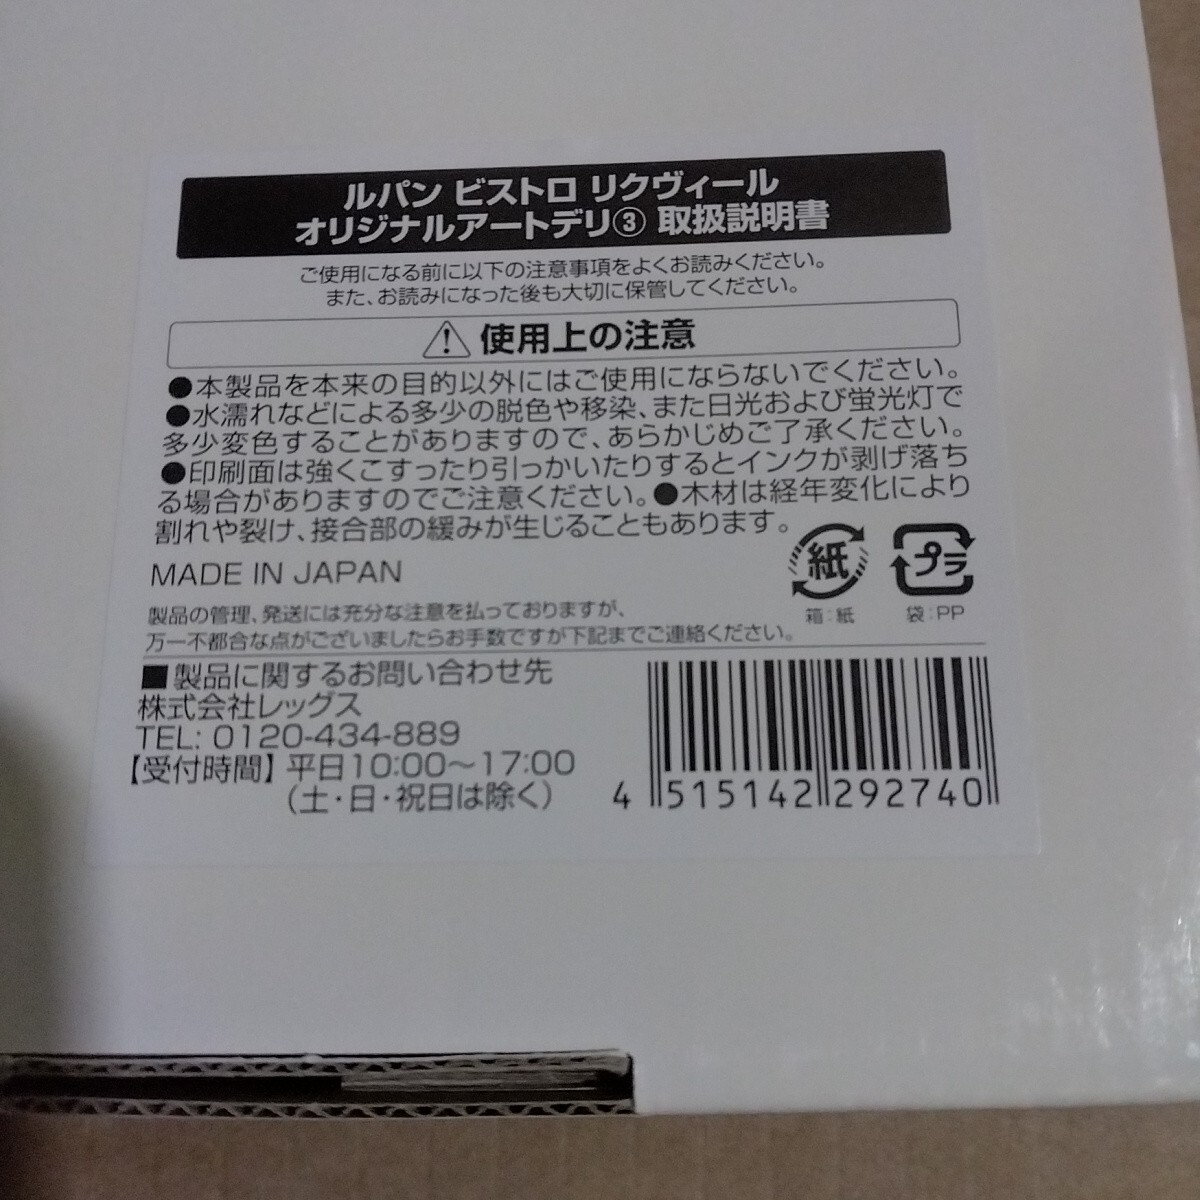 ルパン ビストロ リクヴィール
オリジナルアートデリ③ 取扱説明書
ご使用になる前に以下の注意事項をよくお読みください。
また、お読みになった後も大切に保管してください。
使用上の注意
●本製品を本来の目的以外にはご使用にならないでください。
●水濡れなどによる多少の脱色や移染、また日光および蛍光灯で
多少変色することがありますので、あらかじめご了承ください。
●印刷面は強くこすったり引っかいたりするとインクが剥げ落ち
る場合がありますのでご注意ください。●木材は経年変化により
割れや裂け、接合部の緩みが生じることもあります。
紙
プラ
箱:紙
袋:PP
MADE IN JAPAN
製品の管理、発送には充分な注意を払っておりますが、
万一不都合な点がございましたらお手数ですが下記までご連絡ください。
■製品に関するお問い合わせ先
株式会社レッグス
TEL: 0120-434-889
【受付時間】平日10:00〜17:00
(土・日・祝日は除く)
4 515142 292740